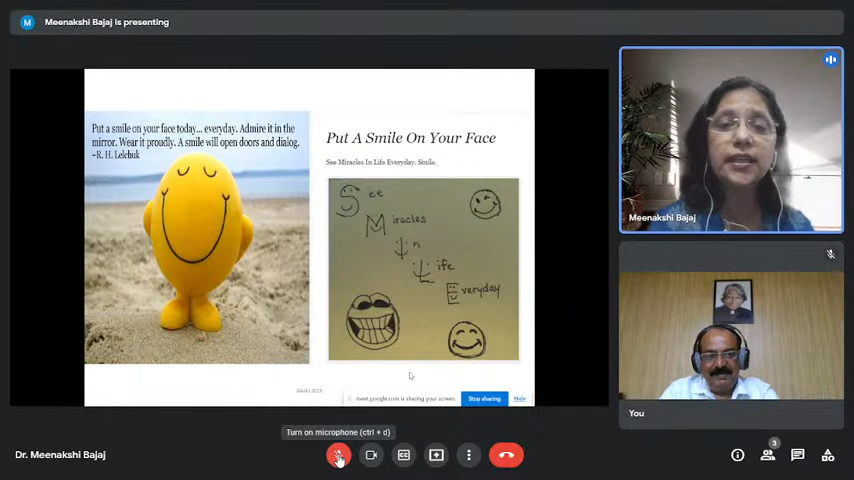 M
Meenakshi Bajaj is presenting
Put a smile on your face today... everyday. Admire it in the
mirror. Wear it proudly. A smile will open doors and dialog.
~R. H. Lelchuk
Put A Smile On Your Face
See Miracles In Life Everyday. Smile.
See
Miracles
In
Life
Everyday
BAJAJ 2023
meet.google.com is sharing your screen.
Stop sharing
Hide
Meenakshi Bajaj
You
Turn on microphone (ctrl + d)
Dr. Meenakshi Bajaj
CC
3